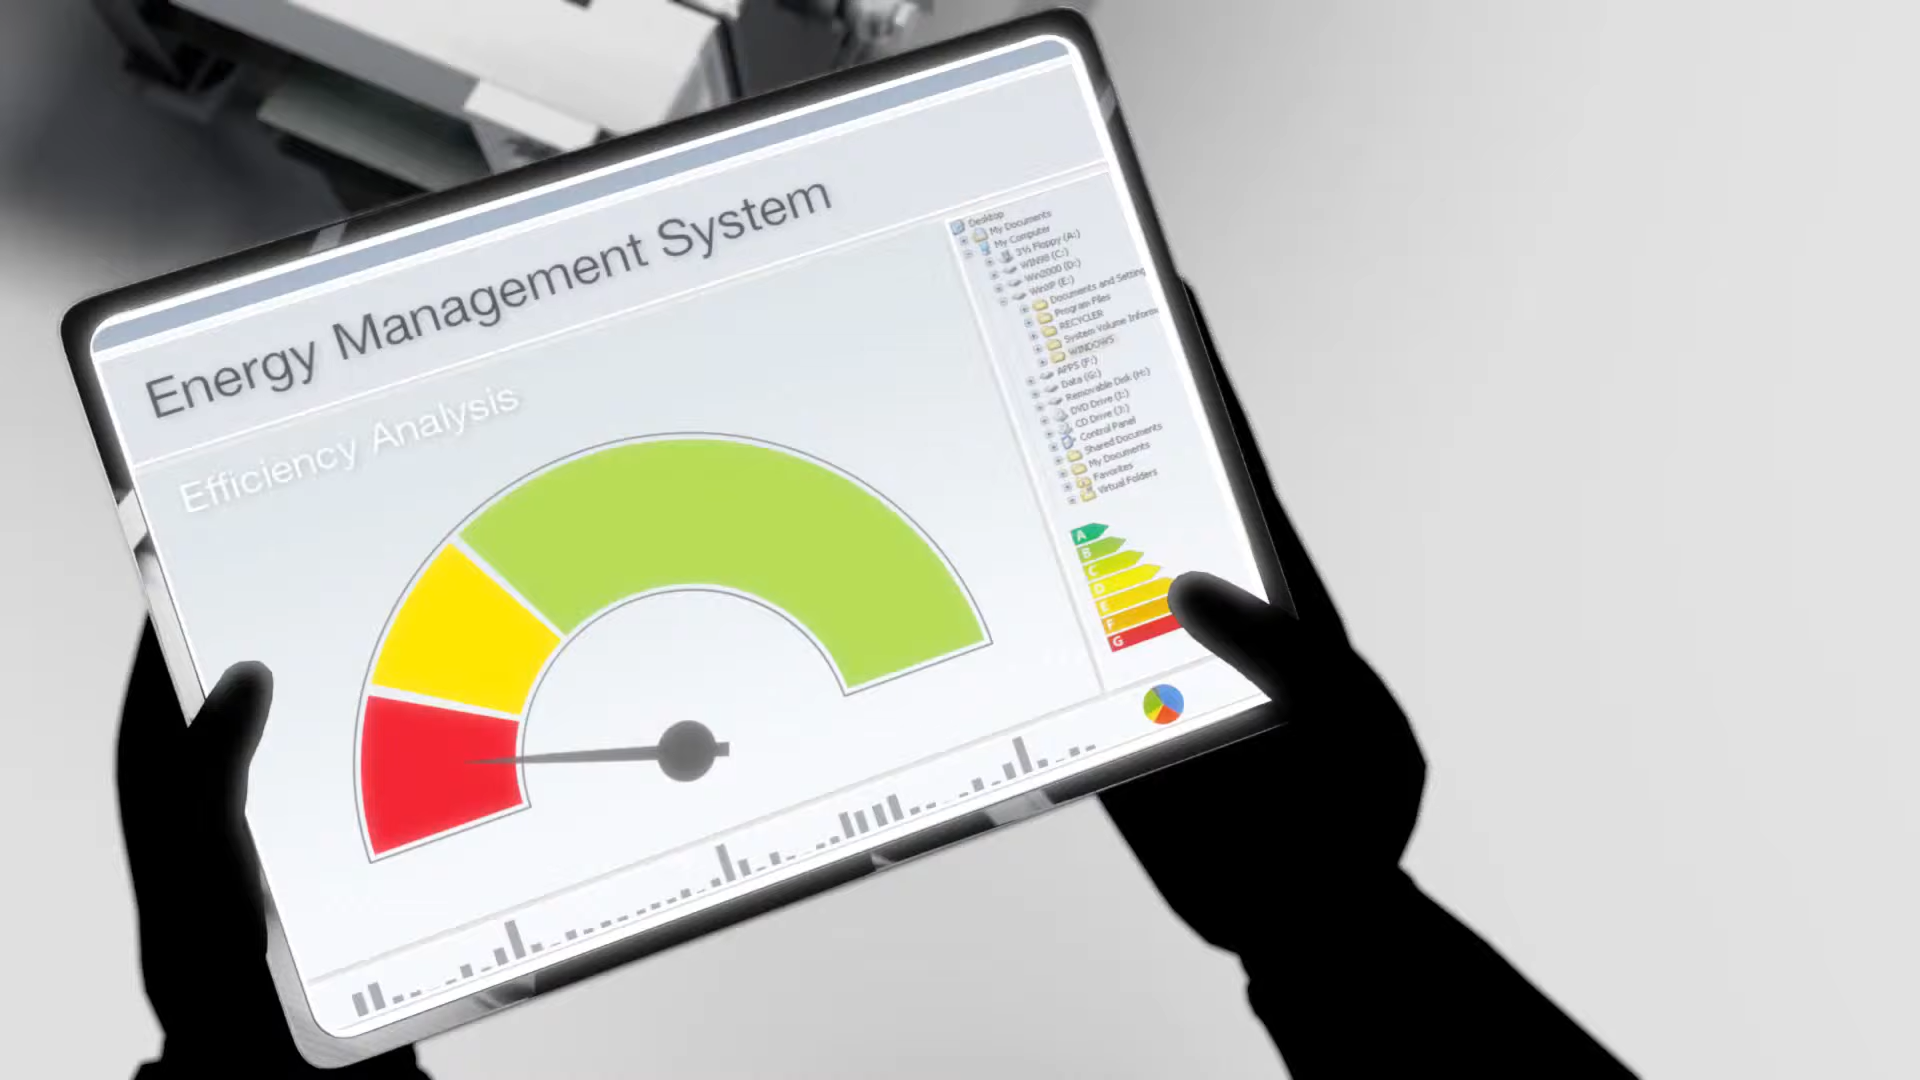 Energy Management System
Efficiency Analysis
Desktop
My Documents
My Computer
3½ Floppy (A:)
WIN98 (C:)
Win2000 (D:)
WinXP (E:)
Documents and Setting
Program Files
RECYCLER
System Volume Inform
WINDOWS
APPS (F:)
Data (G:)
Removable Disk (H:)
DVD Drive (I:)
CD Drive (J:)
Control Panel
Shared Documents
My Documents
Favorites
Virtual Folders
A
B
C
D
E
F
G